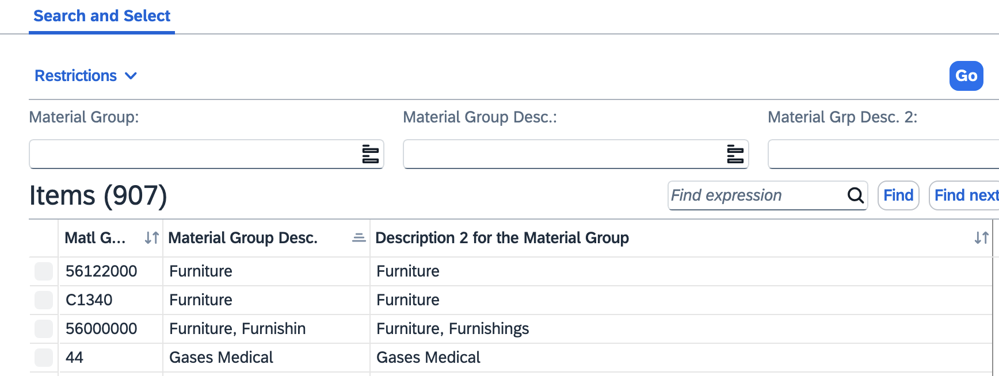 Search and Select
Restrictions
Go
Material Group:
Material Group Desc.:
Material Grp Desc. 2:
Items (907)
Find expression
Find
Find next
Matl G... Material Group Desc. Description 2 for the Material Group
56122000 Furniture Furniture
C1340 Furniture Furniture
56000000 Furniture, Furnishin Furniture, Furnishings
44 Gases Medical Gases Medical